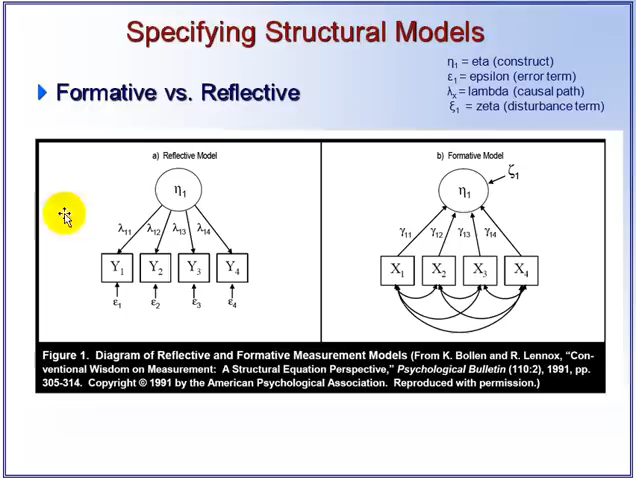 Specifying Structural Models
η1 = eta (construct)
ε1 = epsilon (error term)
λx = lambda (causal path)
ξ1 = zeta (disturbance term)
Formative vs. Reflective
a) Reflective Model
η1
λ11 λ12 λ13 λ14
Y1 Y2 Y3 Y4
ε1 ε2 ε3 ε4
b) Formative Model
ζ1
η1
γ11 γ12 γ13 γ14
X1 X2 X3 X4
Figure 1. Diagram of Reflective and Formative Measurement Models (From K. Bollen and R. Lennox, "Con-
ventional Wisdom on Measurement: A Structural Equation Perspective," Psychological Bulletin (110:2), 1991, pp.
305-314. Copyright © 1991 by the American Psychological Association. Reproduced with permission.)